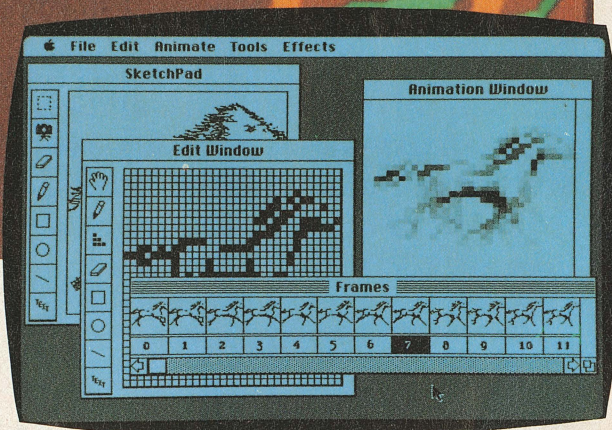 File Edit Animate Tools Effects
SketchPad
Animation Window
Edit Window
TEXT
Frames
0 1 2 3 4 5 6 7 8 9 10 11
TEXT